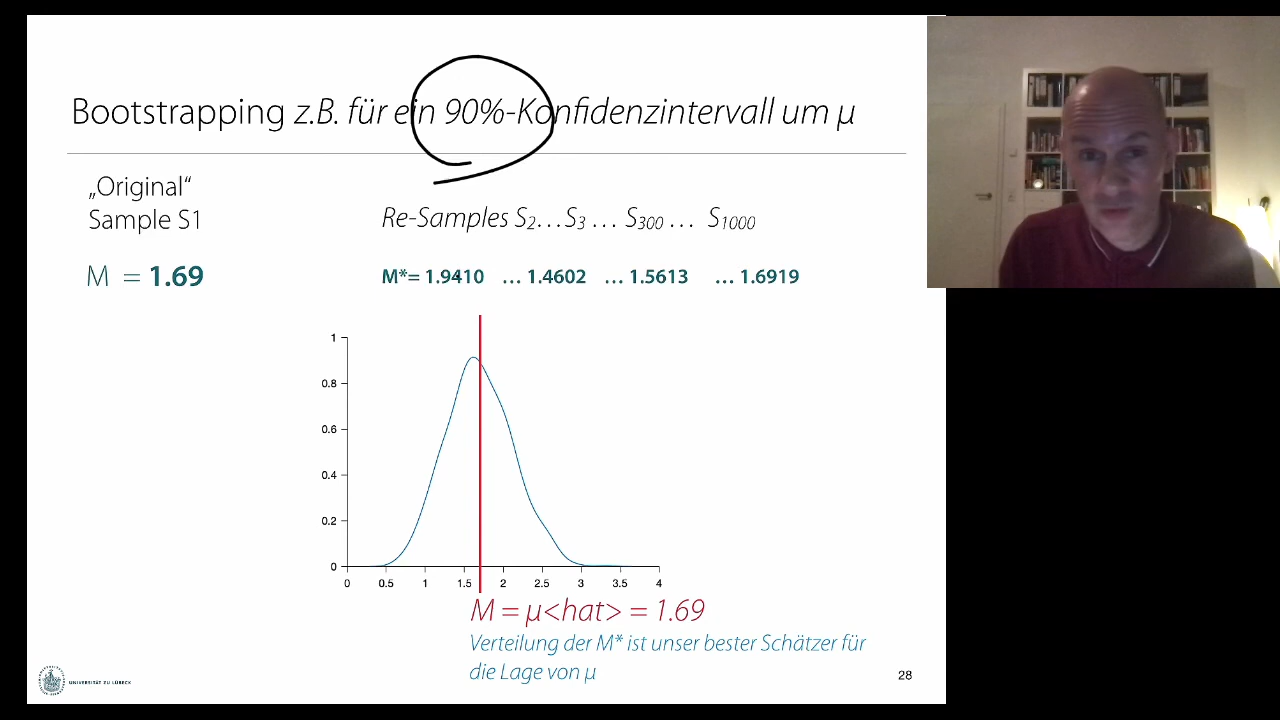 Bootstrapping z.B. für ein 90%-Konfidenzintervall um μ
„Original“
Sample S1
Re-Samples S2…S3 … S300 … S1000
M = 1.69
M*= 1.9410 … 1.4602 … 1.5613 … 1.6919
1
0.8
0.6
0.4
0.2
0
0 0.5 1 1.5 2 2.5 3 3.5 4
M = μ<hat> = 1.69
Verteilung der M* ist unser bester Schätzer für
die Lage von μ
UNIVERSITÄT ZU LÜBECK
28